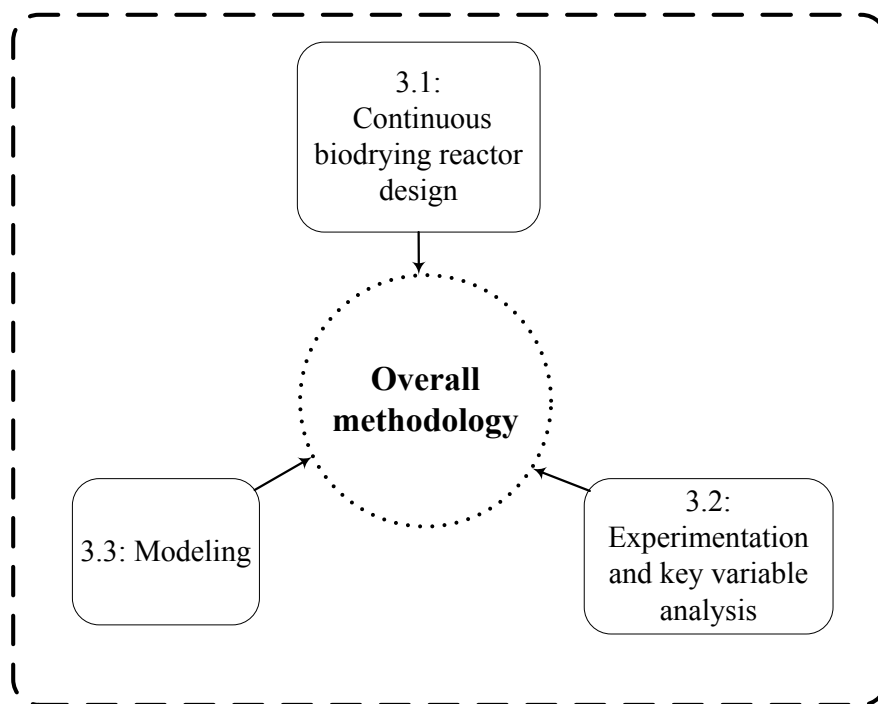 3.1:
Continuous
biodrying reactor
design
Overall
methodology
3.3: Modeling
3.2:
Experimentation
and key variable
analysis